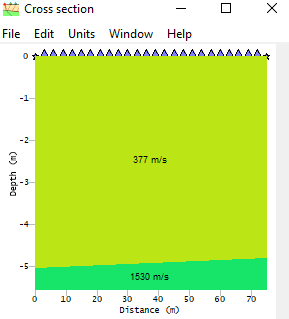 Cross section
File Edit Units Window Help
0
-1
-2
-3
-4
-5
Depth (m)
377 m/s
1530 m/s
0 10 20 30 40 50 60 70
Distance (m)